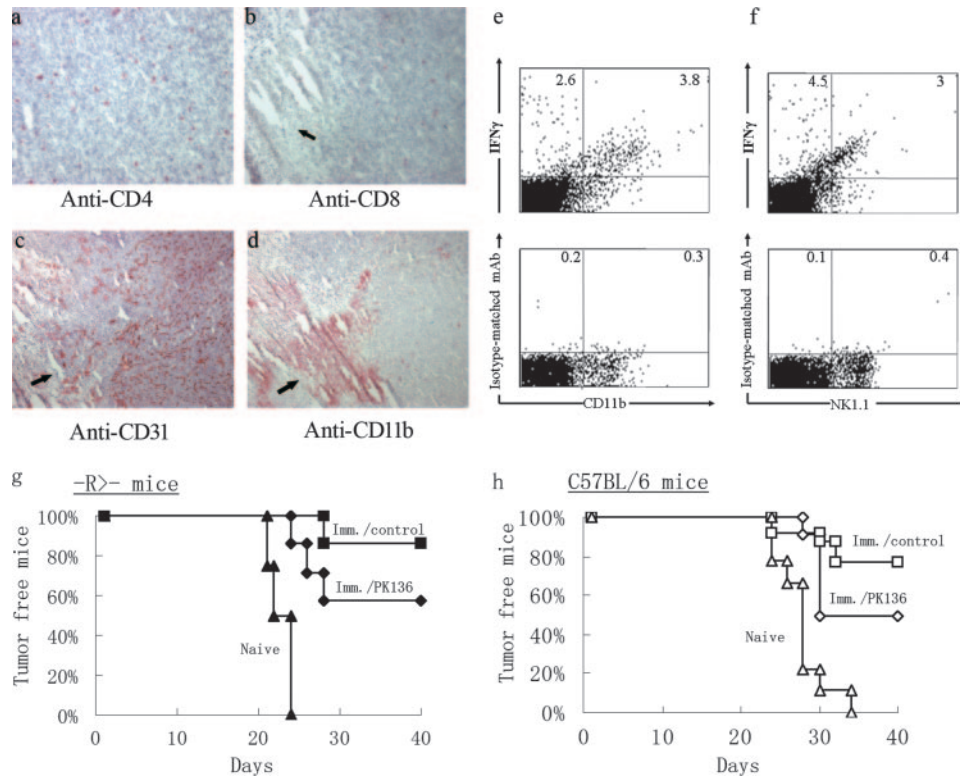 a
b
Anti-CD4
Anti-CD8
c
d
Anti-CD31
Anti-CD11b
e
f
2.6
3.8
IFNγ
4.5
3
IFNγ
0.2
0.3
Isotype-matched mAb
CD11b
0.1
0.4
Isotype-matched mAb
NK1.1
g
-R>- mice
100%
80%
60%
40%
20%
0%
Tumor free mice
Imm./control
Imm./PK136
Naive
0
10
20
30
40
Days
h
C57BL/6 mice
100%
80%
60%
40%
20%
0%
Tumor free mice
Imm./control
Imm./PK136
Naive
0
10
20
30
40
Days